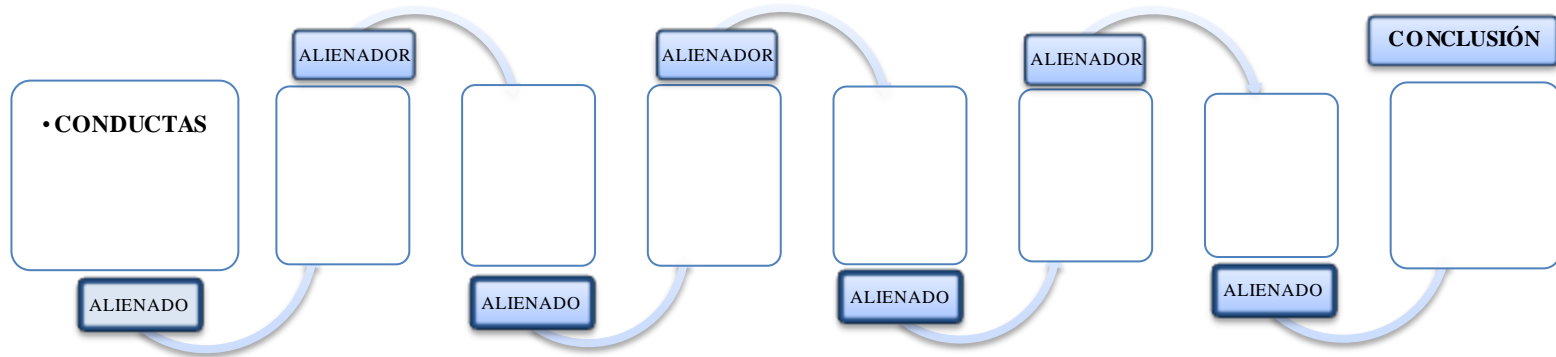 • CONDUCTAS
ALIENADO
ALIENADOR
ALIENADO
ALIENADOR
ALIENADO
ALIENADOR
ALIENADO
CONCLUSIÓN